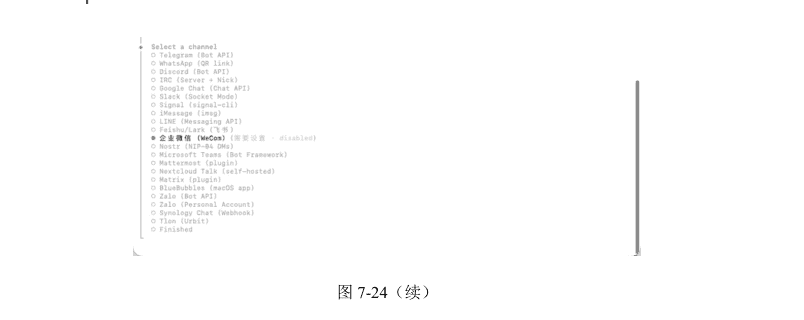 Select a channel
Telegram (Bot API)
WhatsApp (QR link)
Discord (Bot API)
IRC (Server + Nick)
Google Chat (Chat API)
Slack (Socket Mode)
Signal (signal-cli)
iMessage (imsg)
LINE (Messaging API)
Feishu/Lark (飞书)
企业微信 (WeCom) (需要设置 · disabled)
Nostr (NIP-04 DMs)
Microsoft Teams (Bot Framework)
Mattermost (plugin)
Nextcloud Talk (self-hosted)
Matrix (plugin)
BlueBubbles (macOS app)
Zalo (Bot API)
Zalo (Personal Account)
Synology Chat (Webhook)
Tlon (Urbit)
Finished
图 7-24（续）